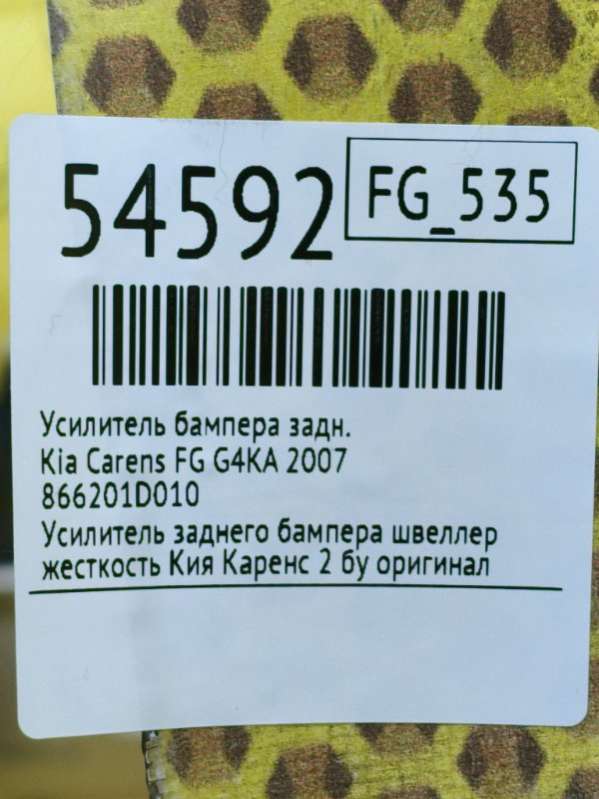 54592
FG_535
Усилитель бампера задн.
Kia Carens FG G4KA 2007
866201D010
Усилитель заднего бампера швеллер
жесткость Кия Каренс 2 бу оригинал